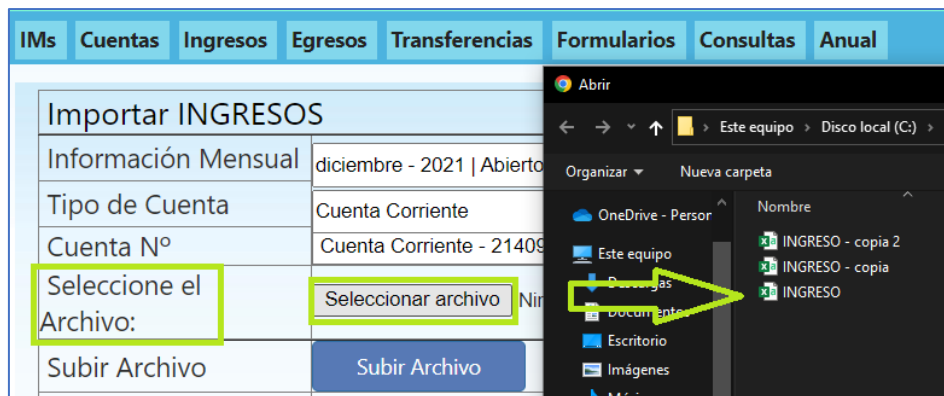 IMs Cuentas Ingresos Egresos Transferencias Formularios Consultas Anual
Importar INGRESOS
Información Mensual
diciembre - 2021 | Abierto
Tipo de Cuenta
Cuenta Corriente
Cuenta Nº
Cuenta Corriente - 21409
Seleccione el
Archivo:
Seleccionar archivo
Subir Archivo
Subir Archivo
Abrir
Este equipo Disco local (C:)
Organizar Nueva carpeta
Nombre
OneDrive - Person
Este equipo
Descargas
Documentos
Escritorio
Imágenes
INGRESO - copia 2
INGRESO - copia
INGRESO